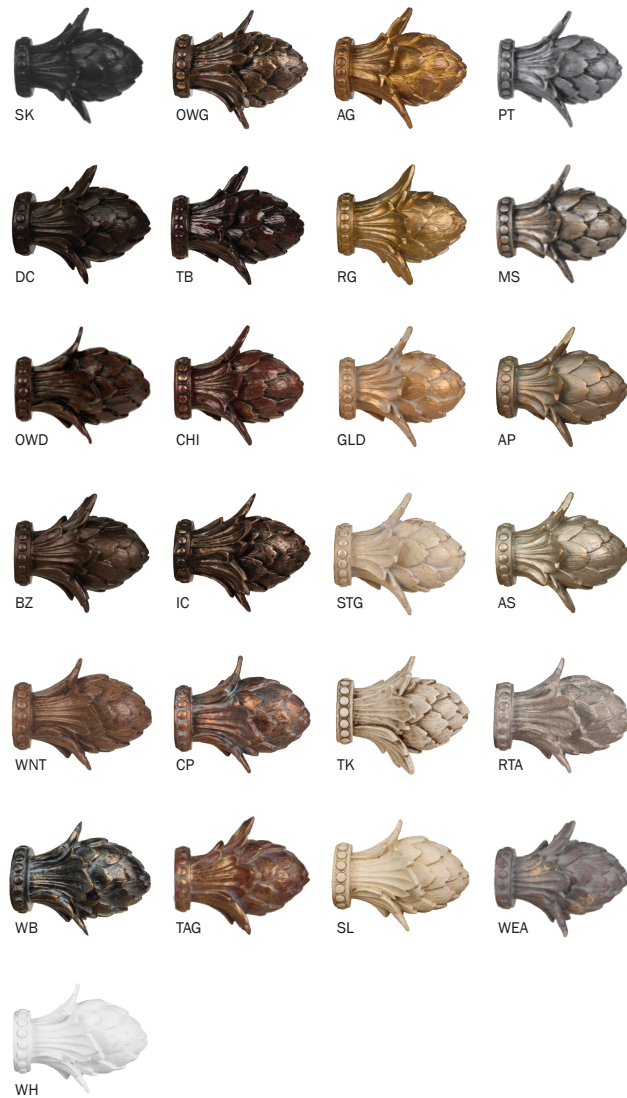 SK OWG AG PT
DC TB RG MS
OWD CHI GLD AP
BZ IC STG AS
WNT CP TK RTA
WB TAG SL WEA
WH